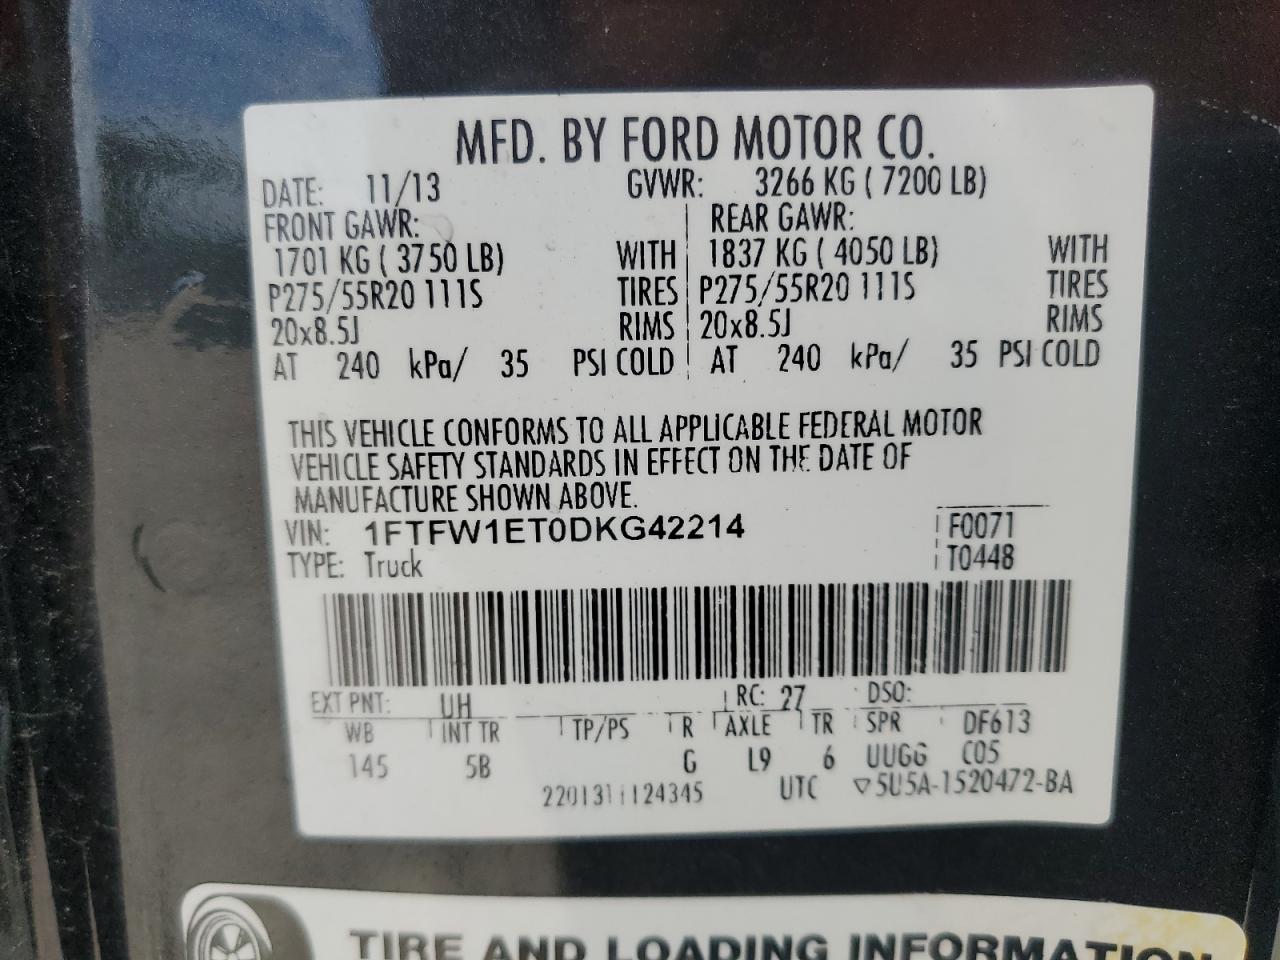 MFD. BY FORD MOTOR CO.
DATE: 11/13 GVWR: 3266 KG ( 7200 LB)
FRONT GAWR: REAR GAWR:
1701 KG ( 3750 LB) WITH 1837 KG ( 4050 LB) WITH
P275/55R20 111S TIRES P275/55R20 111S TIRES
20x8.5J RIMS 20x8.5J RIMS
AT 240 kPa/ 35 PSI COLD AT 240 kPa/ 35 PSI COLD
THIS VEHICLE CONFORMS TO ALL APPLICABLE FEDERAL MOTOR
VEHICLE SAFETY STANDARDS IN EFFECT ON THE DATE OF
MANUFACTURE SHOWN ABOVE.
VIN: 1FTFW1ET0DKG42214 F0071
TYPE: Truck T0448
EXT PNT: UH RC: 27 DSO:
WB INT TR TP/PS R AXLE TR SPR DF613
145 5B G L9 6 UUGG C05
UTC ▽5U5A-1520472-BA
TIRE AND LOADING INFORMATION